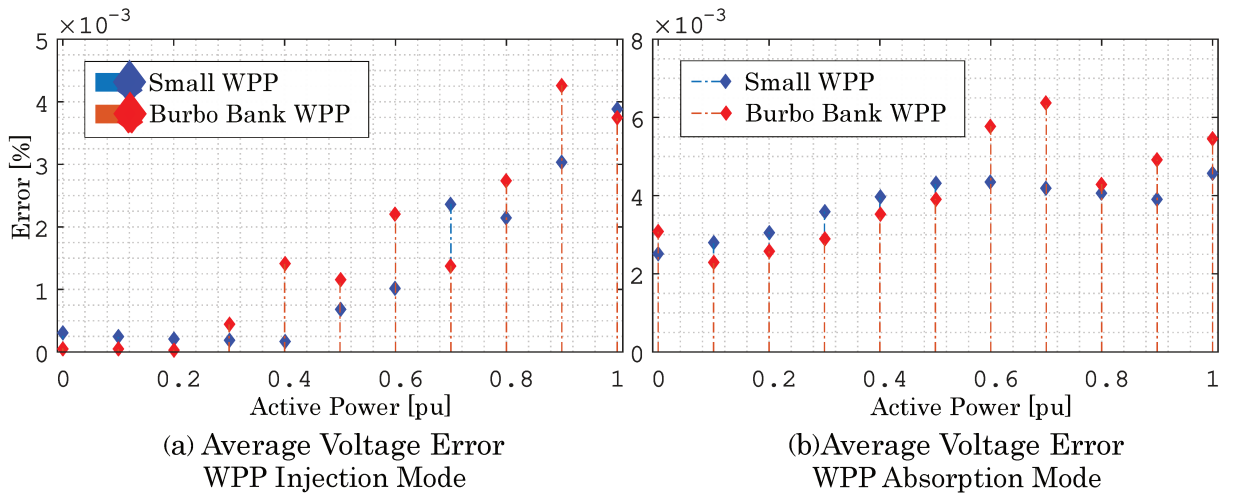 ×10⁻³
5
4
3
2
1
0
Error [%]
Small WPP
Burbo Bank WPP
0 0.2 0.4 0.6 0.8 1
Active Power [pu]
(a) Average Voltage Error
WPP Injection Mode
×10⁻³
8
6
4
2
0
Small WPP
Burbo Bank WPP
0 0.2 0.4 0.6 0.8 1
Active Power [pu]
(b)Average Voltage Error
WPP Absorption Mode